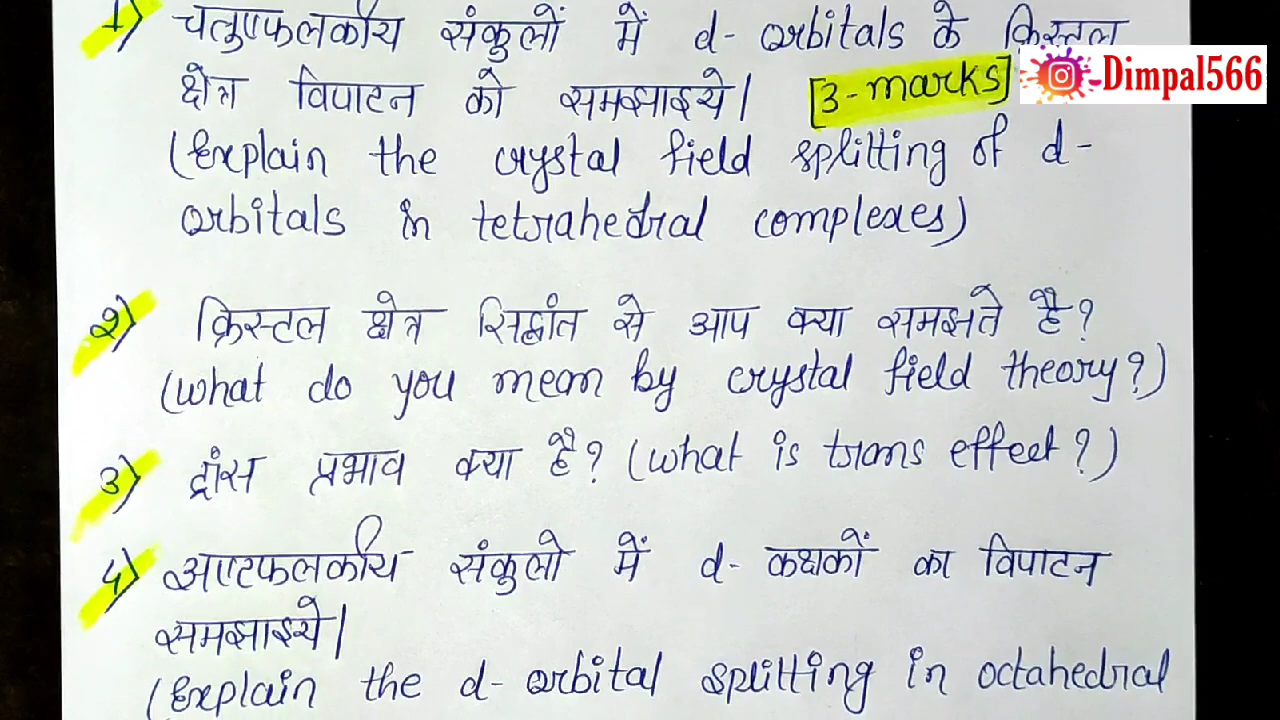 1) चतुष्फलकीय संकुलों में d- orbitals के क्रिस्टल
क्षेत्र विपाटन को समझाइये। [3-marks]
-Dimpal566
(Explain the crystal field splitting of d-
orbitals in tetrahedral complexes)
2) क्रिस्टल क्षेत्र सिद्धांत से आप क्या समझते है?
(what do you mean by crystal field theory?)
3) ट्रांस प्रभाव क्या है? (what is trans effect?)
4) अष्टफलकीय संकुलो में d- कक्षकों का विपाटन
समझाइये।
(Explain the d- orbital splitting in octahedral